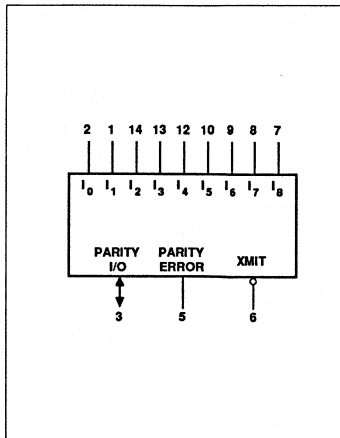 2 1 14 13 12 10 9 8 7
I0 I1 I2 I3 I4 I5 I6 I7 I8
PARITY I/O PARITY ERROR XMIT
3 5 6